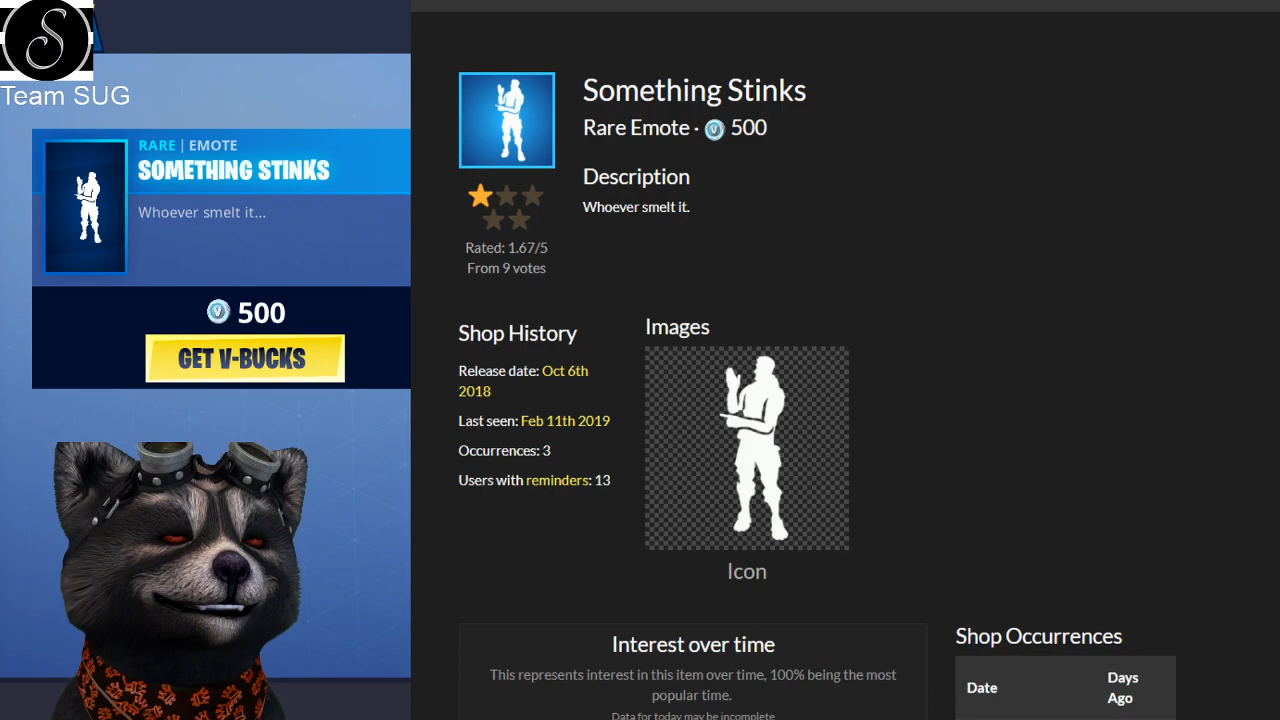 S
Team SUG
RARE | EMOTE
SOMETHING STINKS
Whoever smelt it...
V 500
GET V-BUCKS
Something Stinks
Rare Emote · V 500
Description
Whoever smelt it.
Rated: 1.67/5
From 9 votes
Shop History
Release date: Oct 6th
2018
Last seen: Feb 11th 2019
Occurrences: 3
Users with reminders: 13
Images
Icon
Interest over time
This represents interest in this item over time, 100% being the most
popular time.
Data for today may be incomplete
Shop Occurrences
Date
Days
Ago